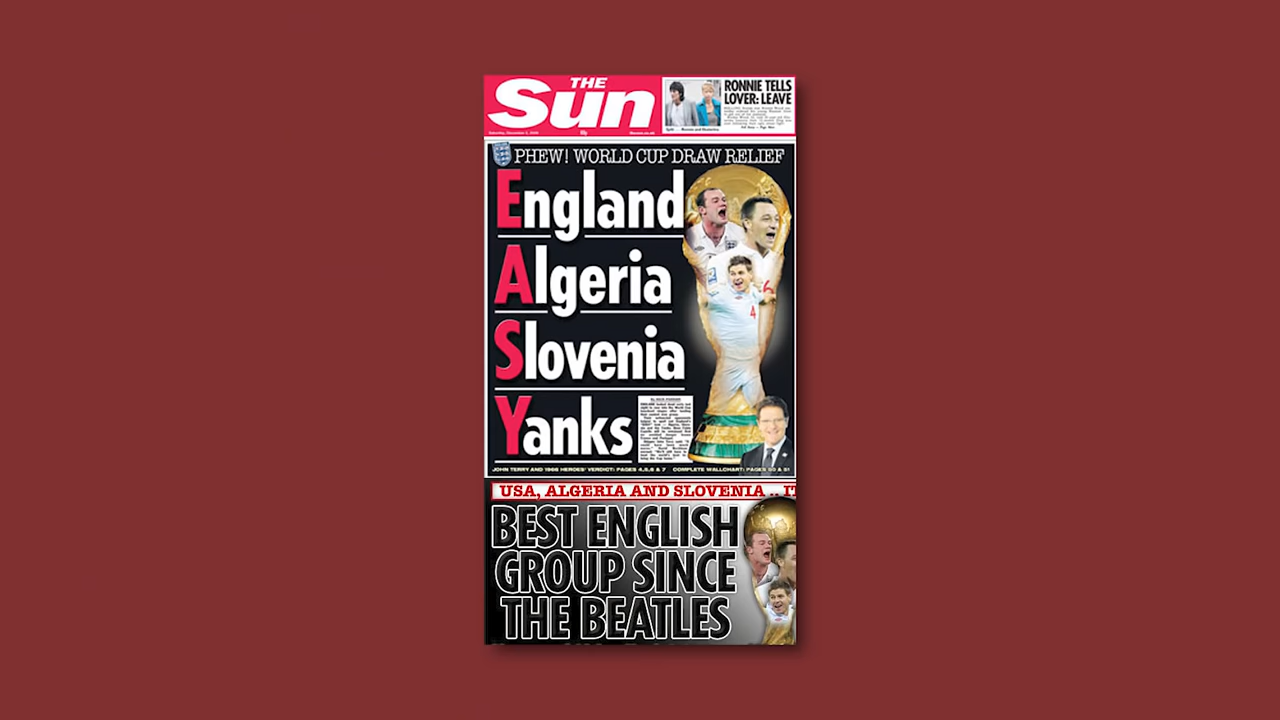 THE
Sun
RONNIE TELLS
LOVER: LEAVE
PHEW! WORLD CUP DRAW RELIEF
England
Algeria
Slovenia
Yanks
JOHN TERRY AND 1966 HEROES' VERDICT: PAGES 4,5,6 & 7 COMPLETE WALLCHART: PAGES 50 & 51
USA, ALGERIA AND SLOVENIA .. IT
BEST ENGLISH
GROUP SINCE
THE BEATLES